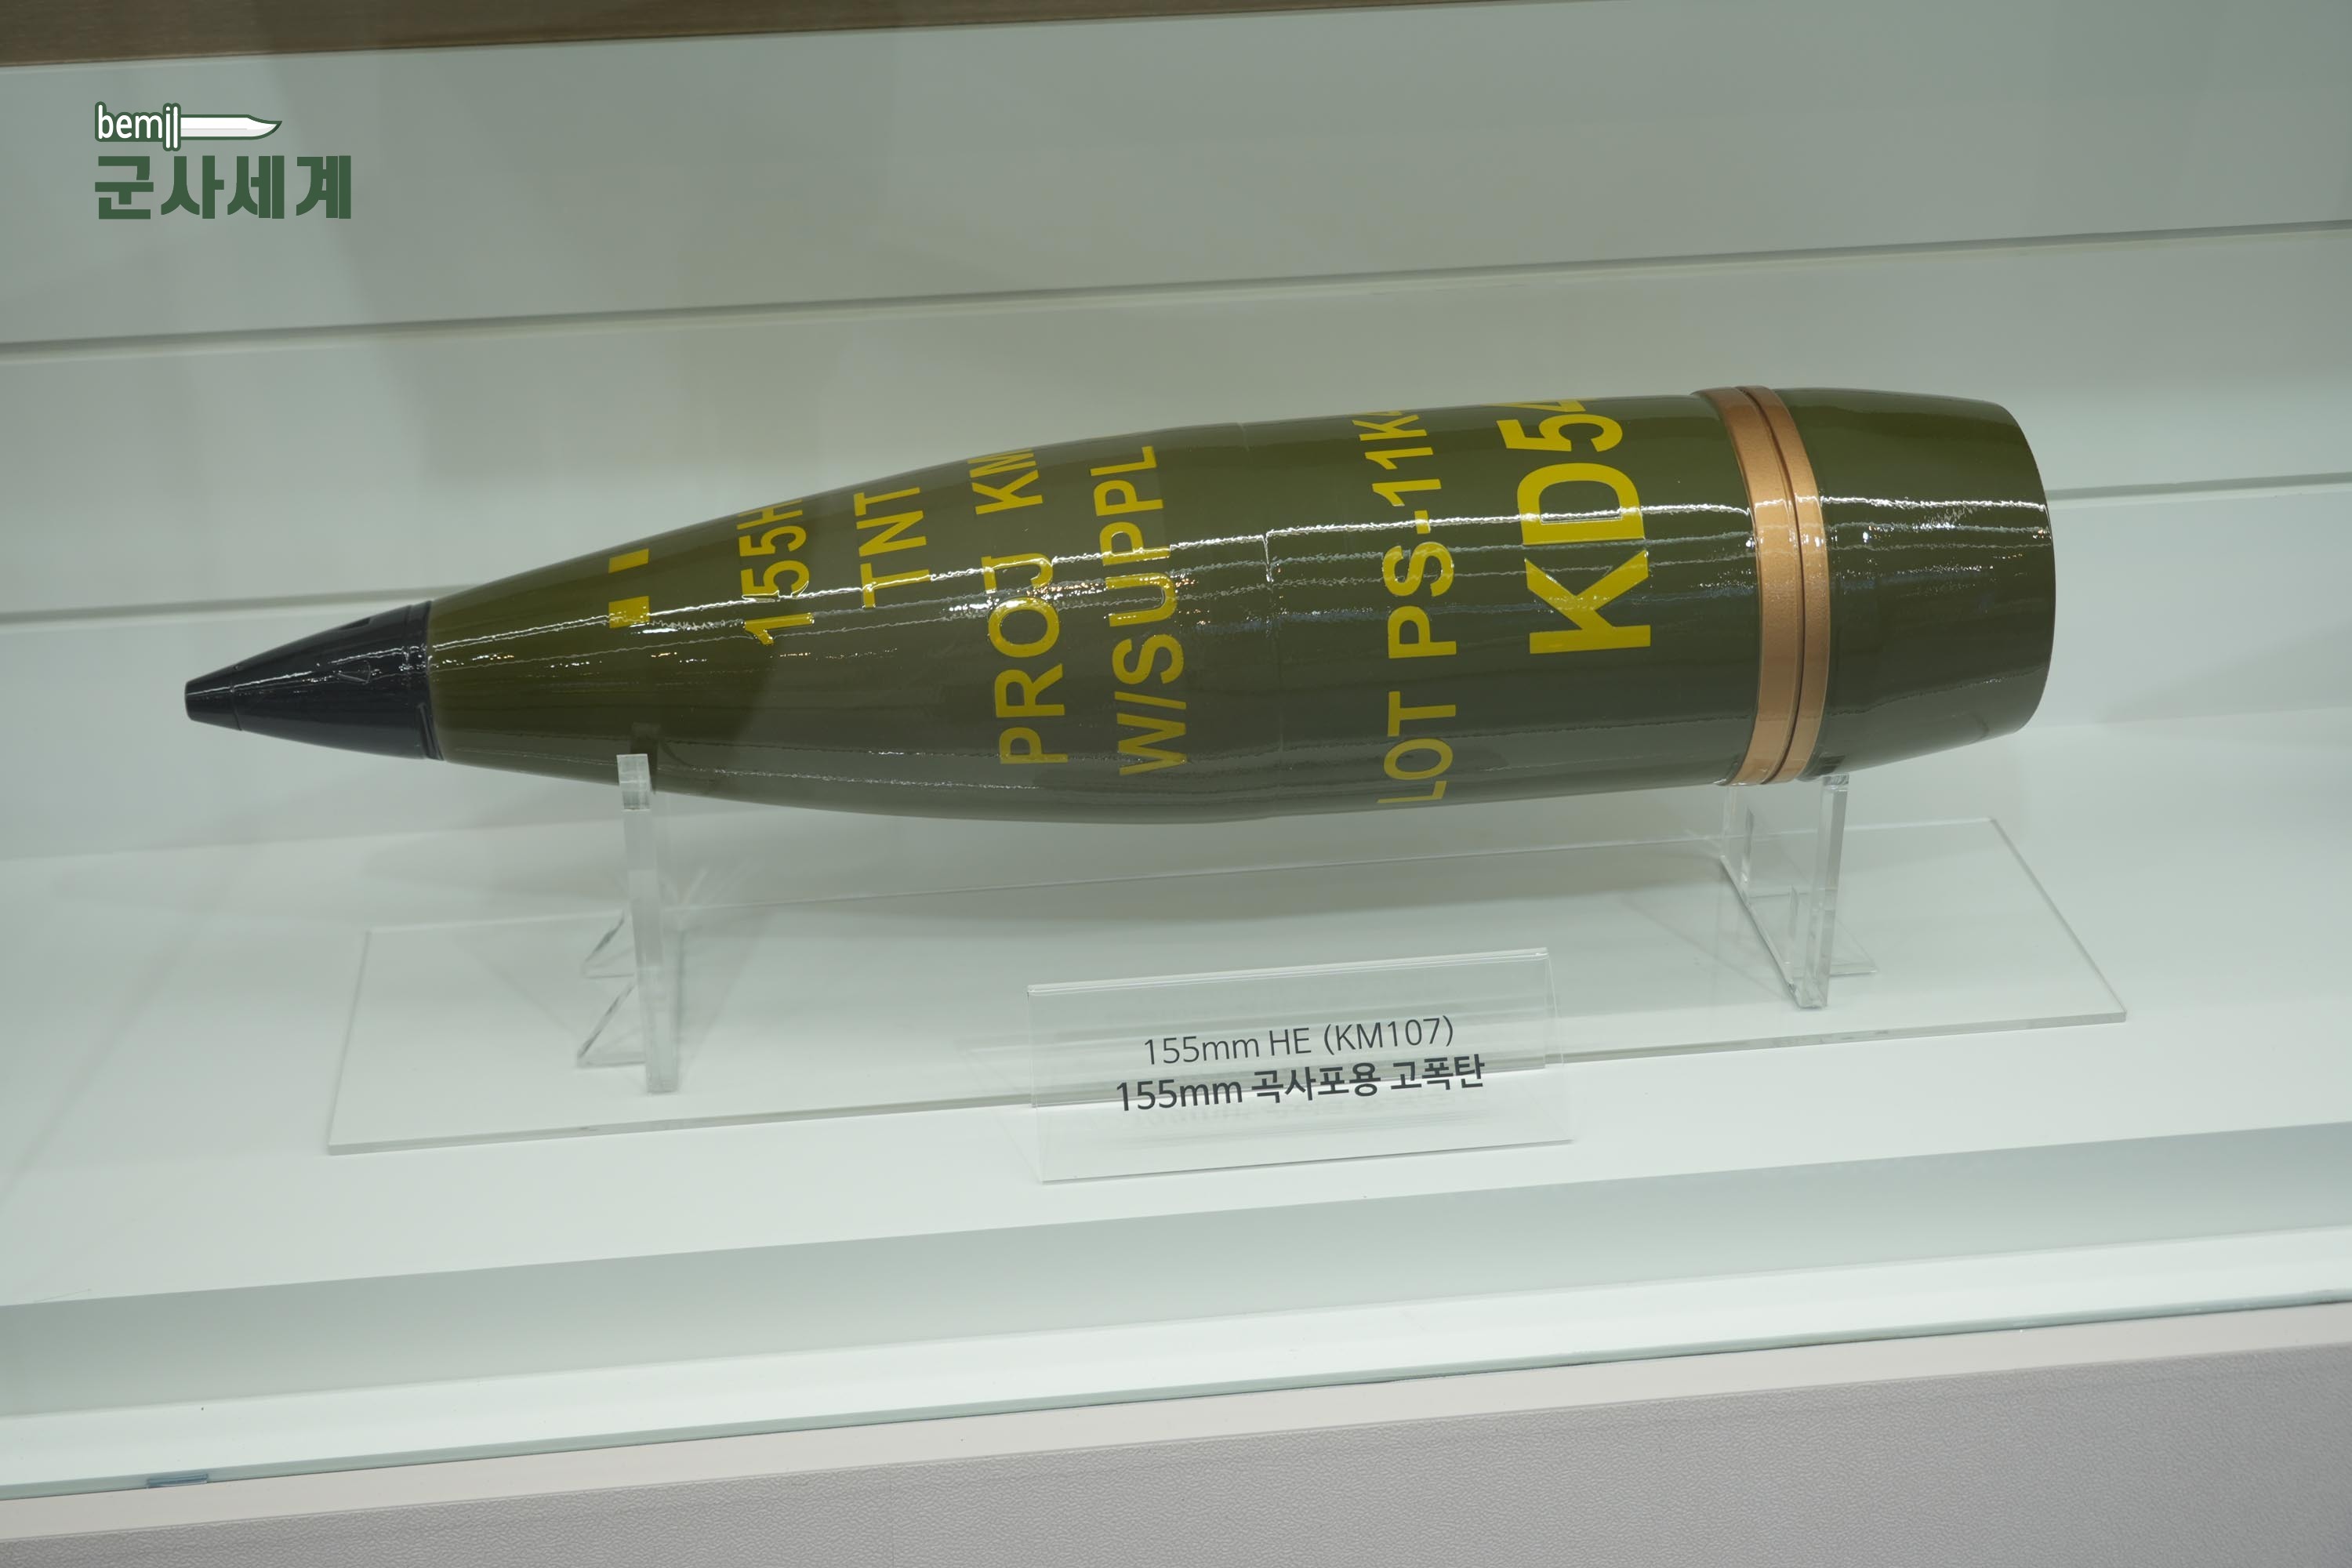 bemil
군사세계
155H
TNT
PROJ KM
W/SUPPL
LOT PS-11K
KD54
155mm HE (KM107)
155mm 곡사포용 고폭탄